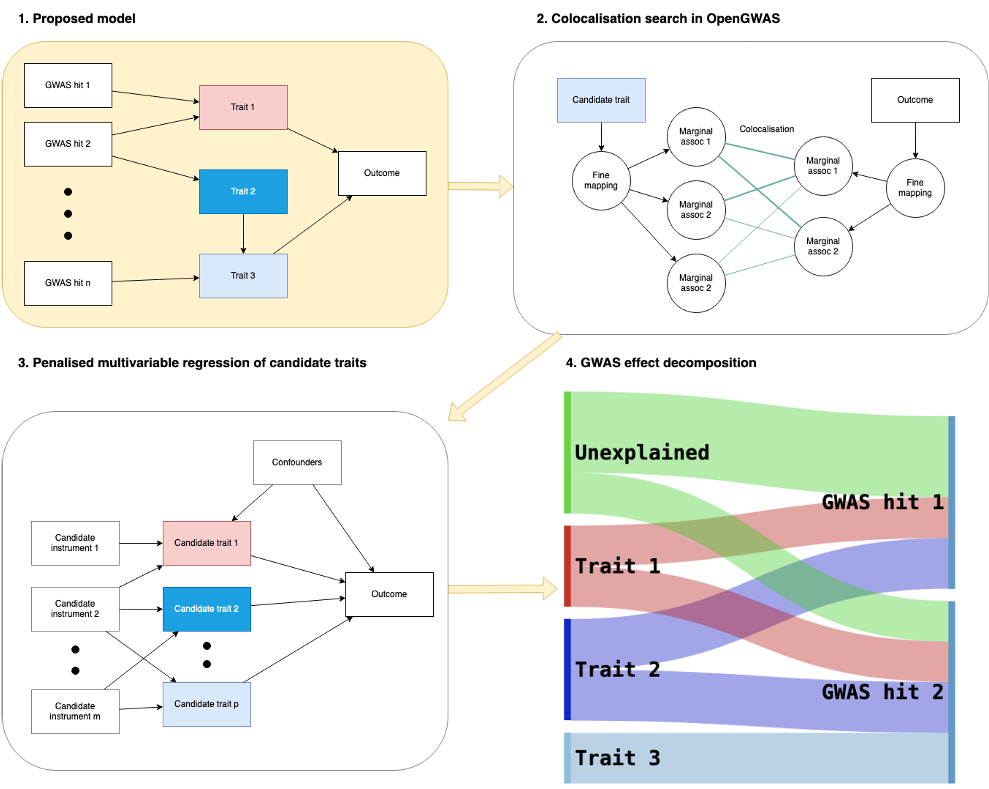 1. Proposed model
GWAS hit 1
GWAS hit 2
GWAS hit n
Trait 1
Trait 2
Trait 3
Outcome
2. Colocalisation search in OpenGWAS
Candidate trait
Outcome
Fine
mapping
Marginal
assoc 1
Marginal
assoc 2
Marginal
assoc 2
Colocalisation
Marginal
assoc 1
Marginal
assoc 2
Fine
mapping
3. Penalised multivariable regression of candidate traits
Confounders
Candidate
instrument 1
Candidate
instrument 2
Candidate
instrument m
Candidate trait 1
Candidate trait 2
Candidate trait p
Outcome
4. GWAS effect decomposition
Unexplained
Trait 1
Trait 2
Trait 3
GWAS hit 1
GWAS hit 2